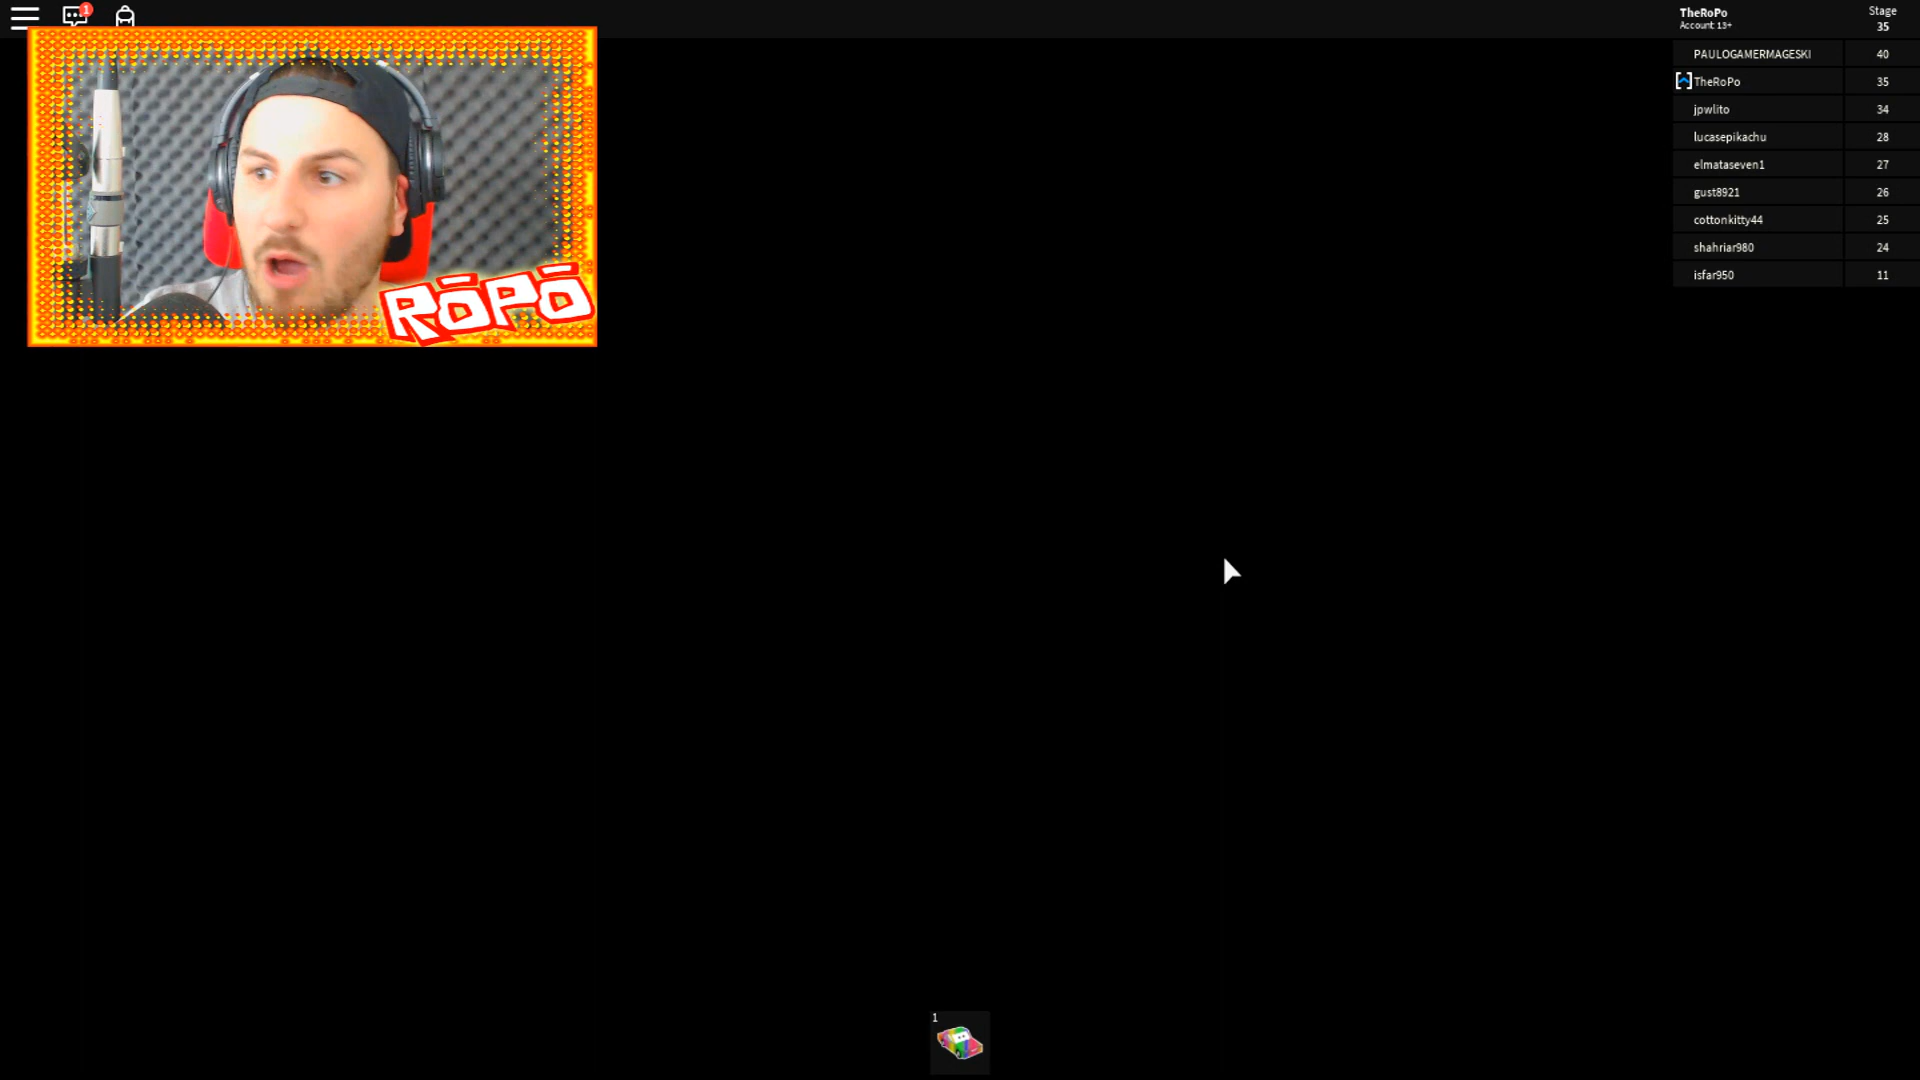 1
TheRoPo
Account: 13+
Stage
35
PAULOGAMERMAGESKI 40
TheRoPo 35
jpwlito 34
lucasepikachu 28
elmataseven1 27
gust8921 26
cottonkitty44 25
shahriar980 24
isfar950 11
RōPō
1